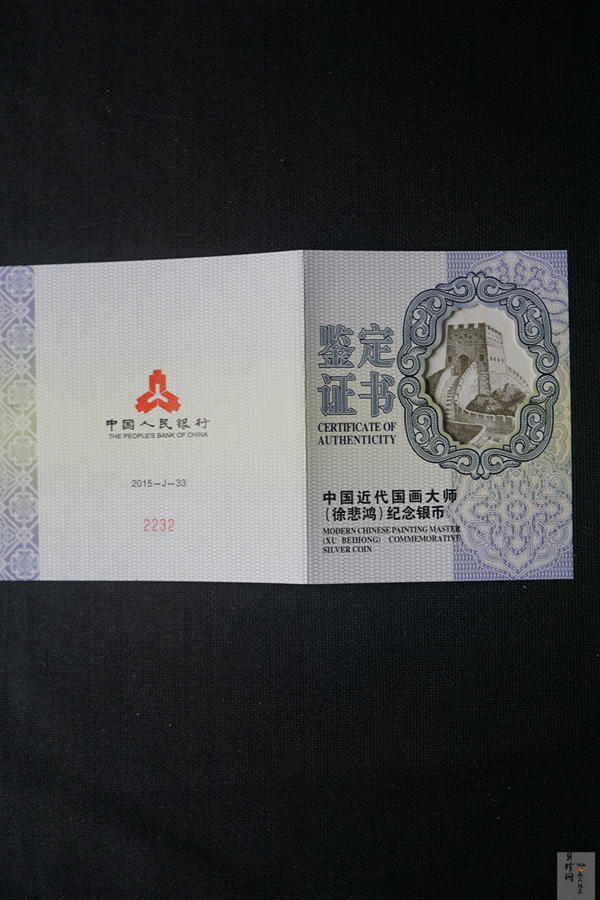 中国人民银行
THE PEOPLE'S BANK OF CHINA
2015-J-33
2232
鉴定
证书
CERTIFICATE OF
AUTHENTICITY
中国近代国画大师
(徐悲鸿)纪念银币
MODERN CHINESE PAINTING MASTER
(XU BEIHONG) COMMEMORATIVE
SILVER COIN